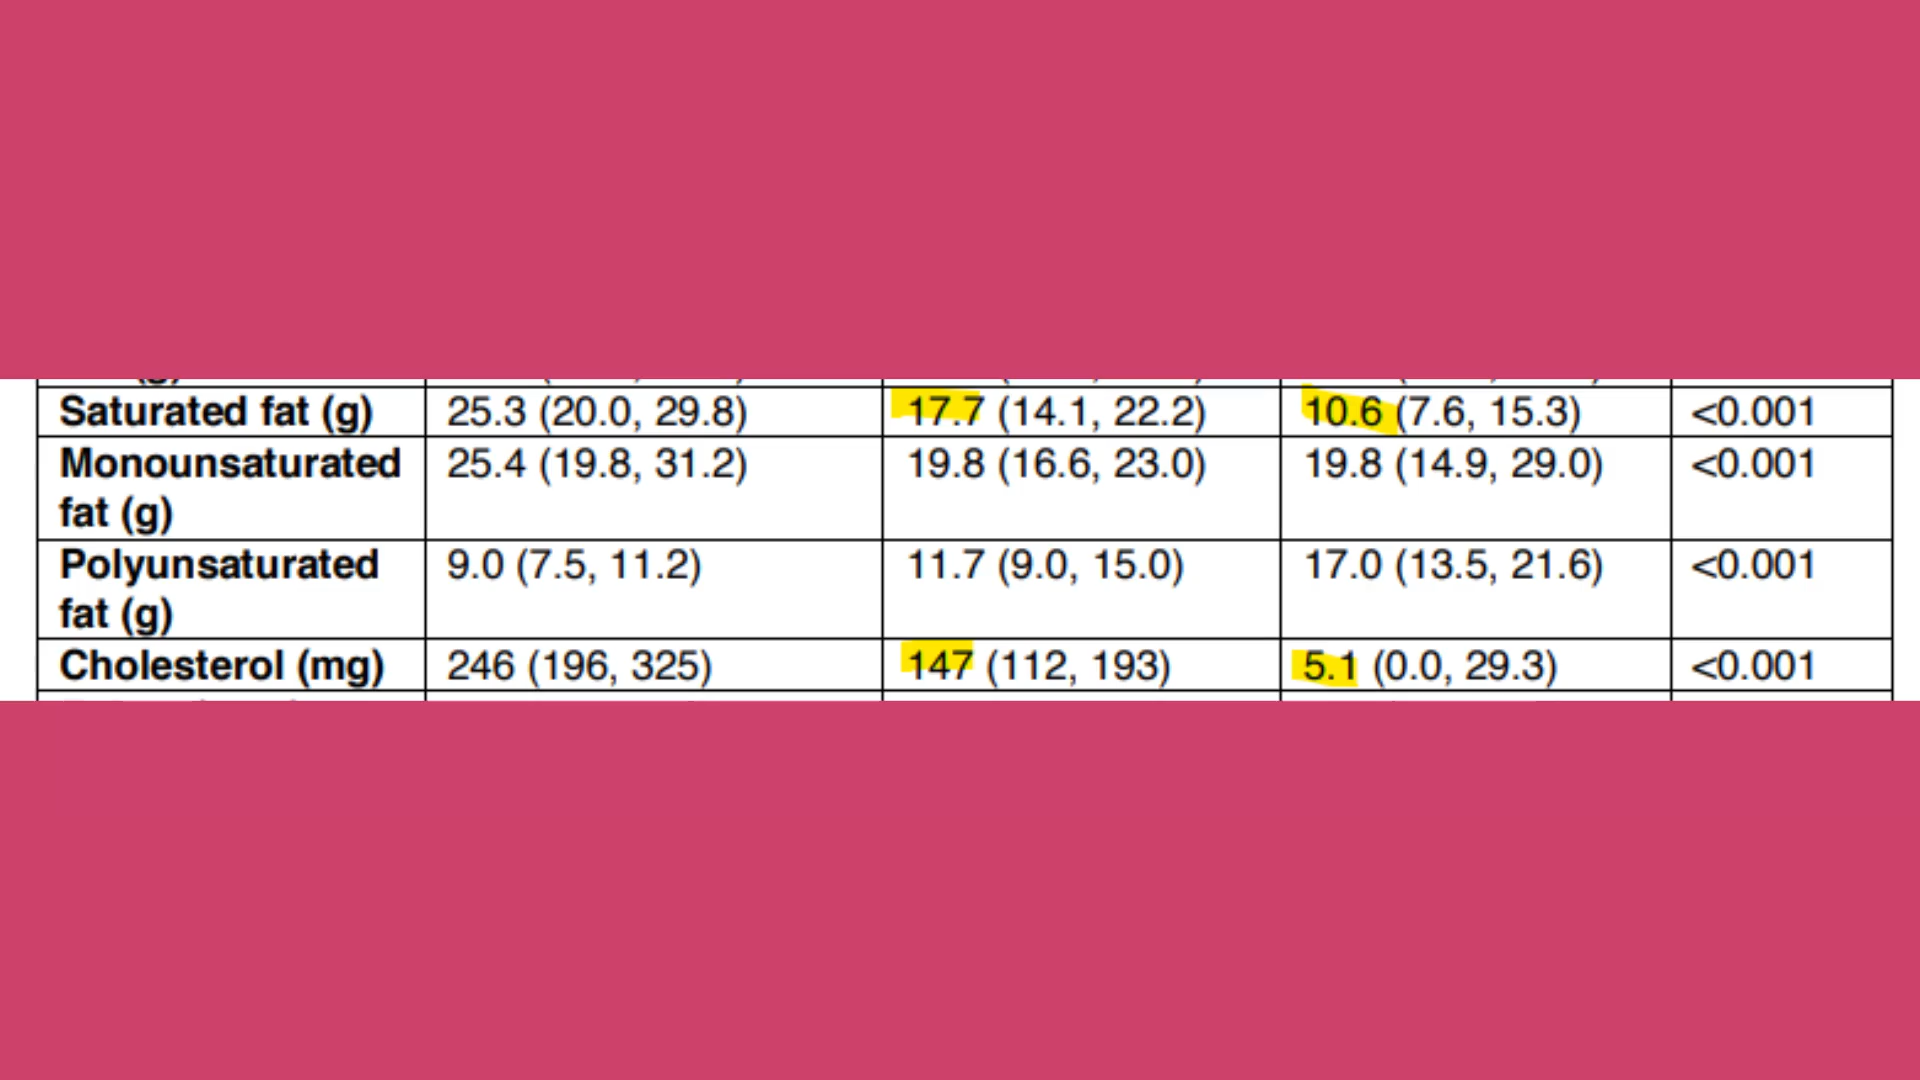 Saturated fat (g) 25.3 (20.0, 29.8) 17.7 (14.1, 22.2) 10.6 (7.6, 15.3) <0.001
Monounsaturated 25.4 (19.8, 31.2) 19.8 (16.6, 23.0) 19.8 (14.9, 29.0) <0.001
fat (g)
Polyunsaturated 9.0 (7.5, 11.2) 11.7 (9.0, 15.0) 17.0 (13.5, 21.6) <0.001
fat (g)
Cholesterol (mg) 246 (196, 325) 147 (112, 193) 5.1 (0.0, 29.3) <0.001